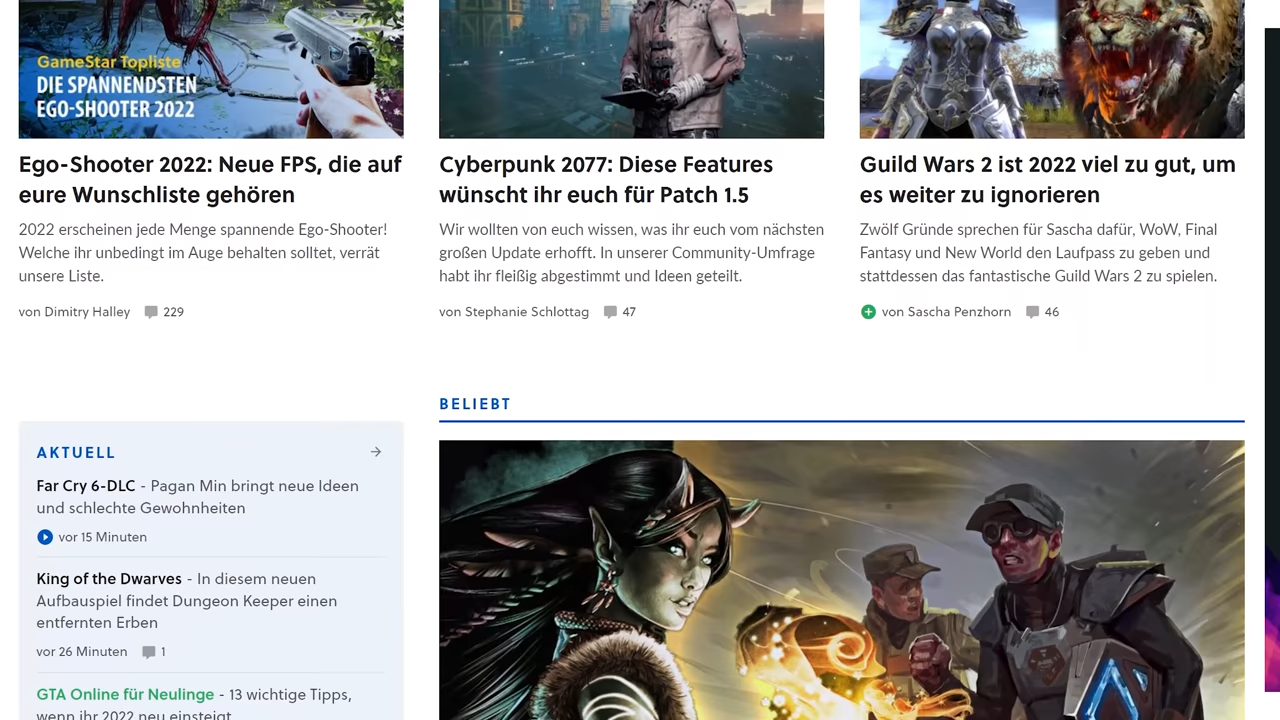 GameStar Topliste
DIE SPANNENDSTEN
EGO-SHOOTER 2022
Ego-Shooter 2022: Neue FPS, die auf
eure Wunschliste gehören
2022 erscheinen jede Menge spannende Ego-Shooter!
Welche ihr unbedingt im Auge behalten solltet, verrät
unsere Liste.
von Dimitry Halley 229
Cyberpunk 2077: Diese Features
wünscht ihr euch für Patch 1.5
Wir wollten von euch wissen, was ihr euch vom nächsten
großen Update erhofft. In unserer Community-Umfrage
habt ihr fleißig abgestimmt und Ideen geteilt.
von Stephanie Schlottag 47
Guild Wars 2 ist 2022 viel zu gut, um
es weiter zu ignorieren
Zwölf Gründe sprechen für Sascha dafür, WoW, Final
Fantasy und New World den Laufpass zu geben und
stattdessen das fantastische Guild Wars 2 zu spielen.
von Sascha Penzhorn 46
AKTUELL
Far Cry 6-DLC - Pagan Min bringt neue Ideen
und schlechte Gewohnheiten
vor 15 Minuten
King of the Dwarves - In diesem neuen
Aufbauspiel findet Dungeon Keeper einen
entfernten Erben
vor 26 Minuten 1
GTA Online für Neulinge - 13 wichtige Tipps,
wenn ihr 2022 neu einsteigt
BELIEBT